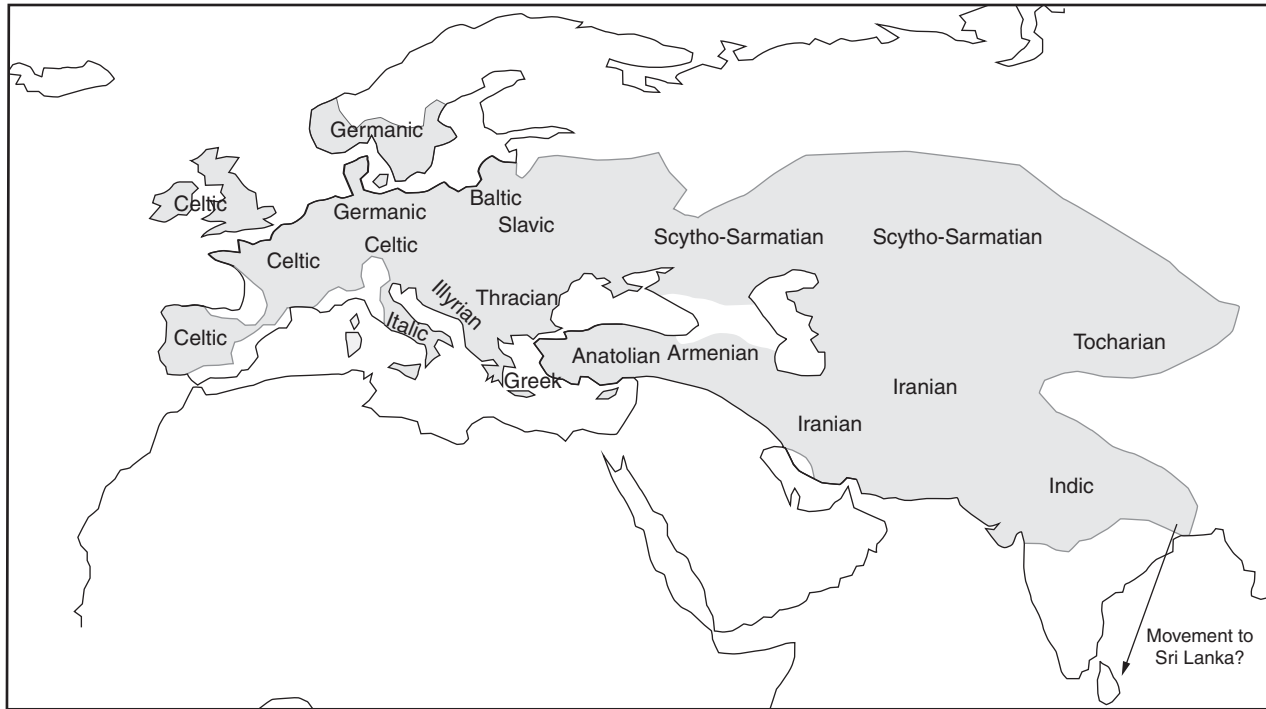 Germanic
Celtic
Baltic
Germanic
Slavic
Celtic
Scytho-Sarmatian
Scytho-Sarmatian
Celtic
Illyrian
Thracian
Italic
Celtic
Anatolian
Armenian
Tocharian
Greek
Iranian
Iranian
Indic
Movement to
Sri Lanka?